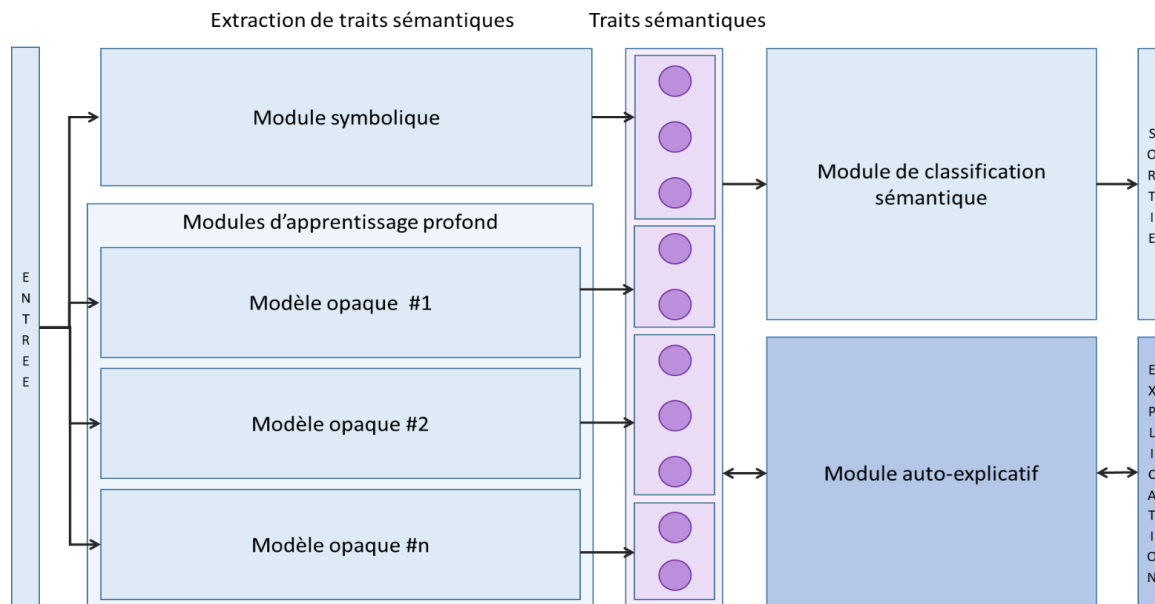 Extraction de traits sémantiques
Traits sémantiques
ENTREE
Module symbolique
Modules d'apprentissage profond
Modèle opaque #1
Modèle opaque #2
Modèle opaque #n
Module de classification
sémantique
SORTIE
Module auto-explicatif
EXPLICATION